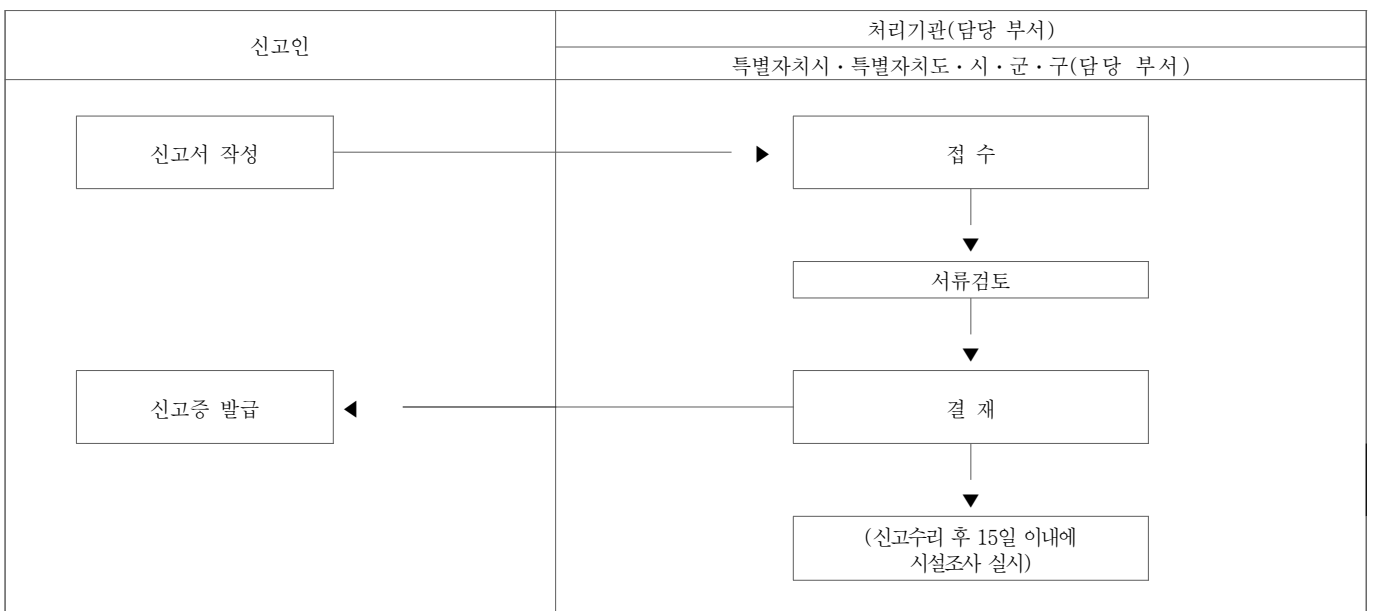 신고인
처리기관(담당 부서)
특별자치시・특별자치도・시・군・구(담당 부서)
신고서 작성
접 수
서류검토
신고증 발급
결 재
(신고수리 후 15일 이내에
시설조사 실시)